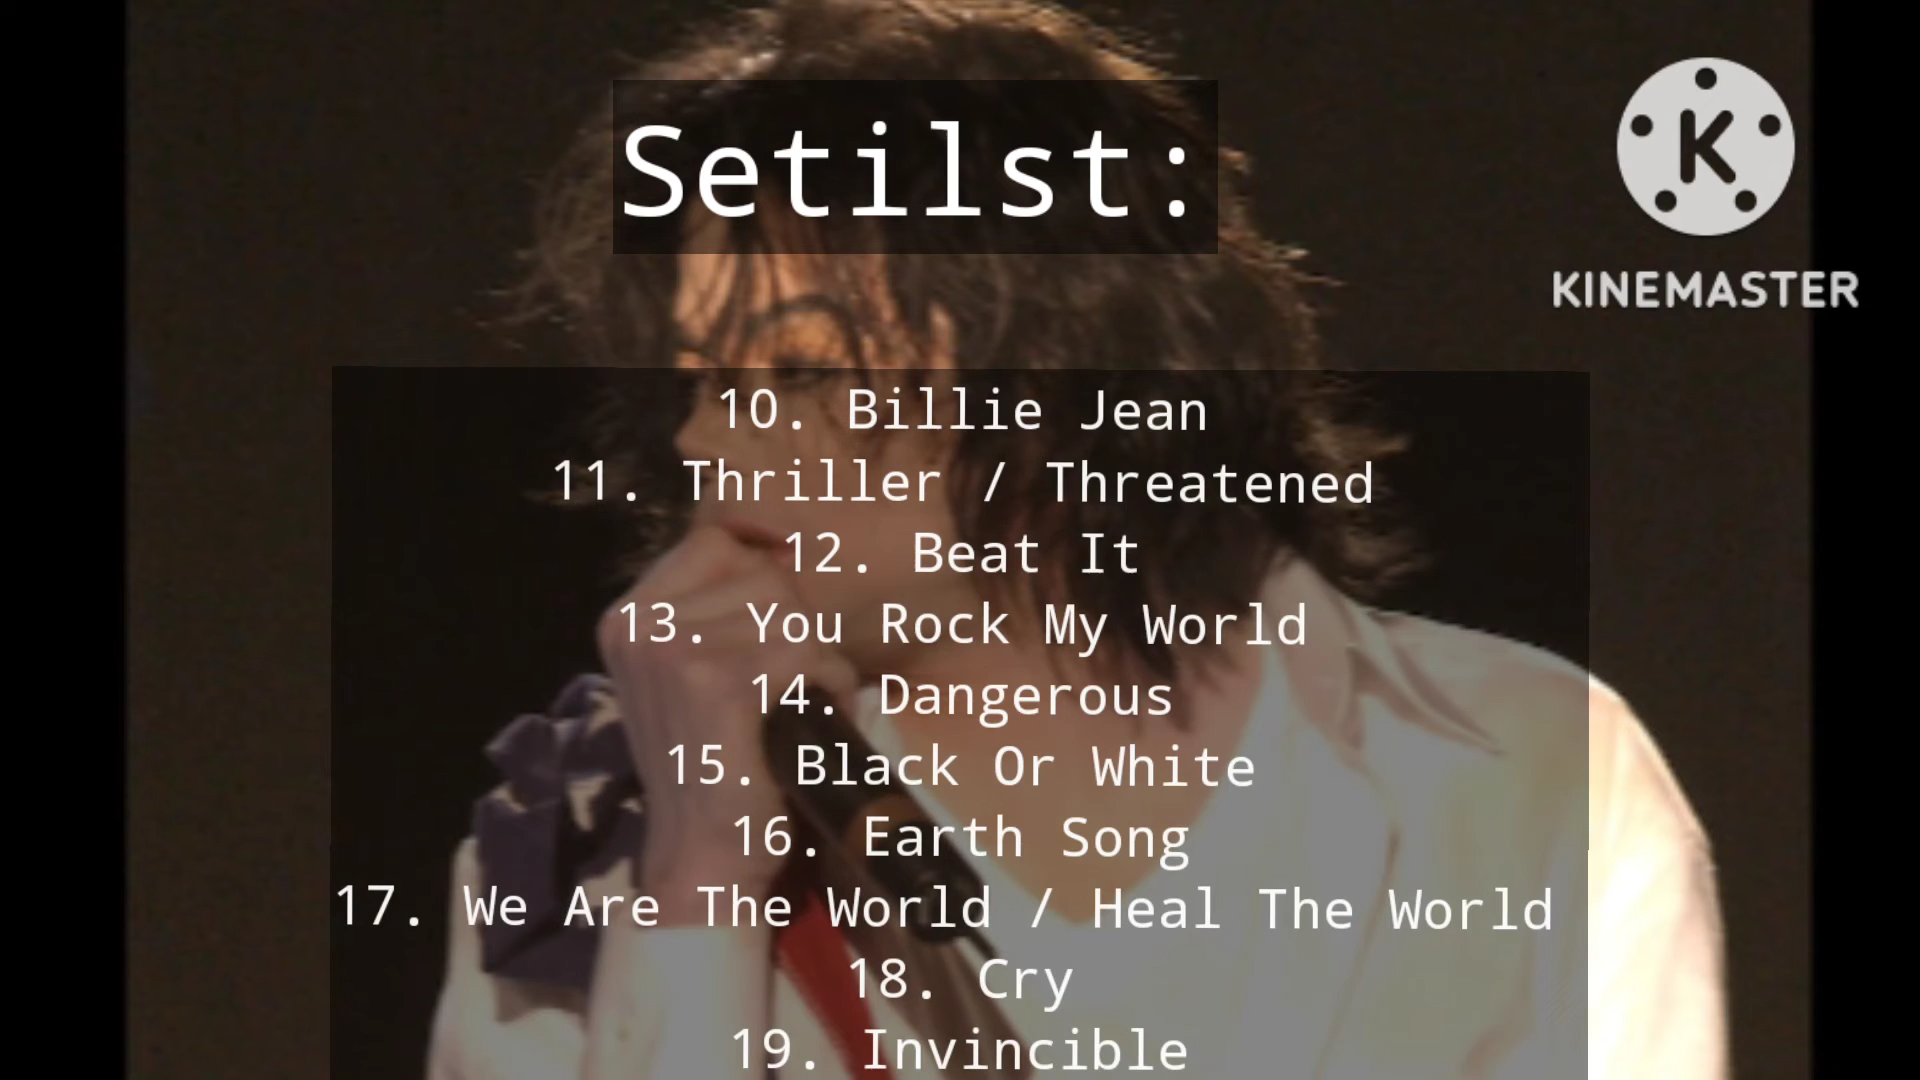 Setilst:
K
KINEMASTER
10. Billie Jean
11. Thriller / Threatened
12. Beat It
13. You Rock My World
14. Dangerous
15. Black Or White
16. Earth Song
17. We Are The World / Heal The World
18. Cry
19. Invincible